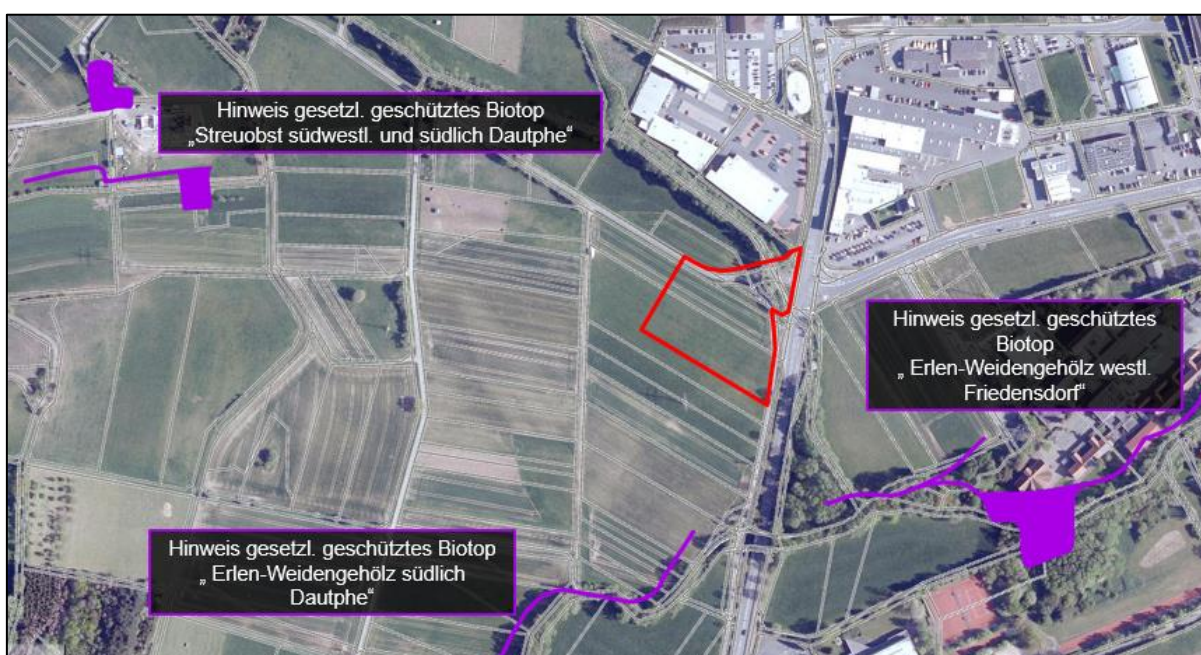 Hinweis gesetzl. geschütztes Biotop
„Streuobst südwestl. und südlich Dautphe“
Hinweis gesetzl. geschütztes
Biotop
„ Erlen-Weidengehölz westl.
Friedensdorf“
Hinweis gesetzl. geschütztes Biotop
„ Erlen-Weidengehölz südlich
Dautphe“